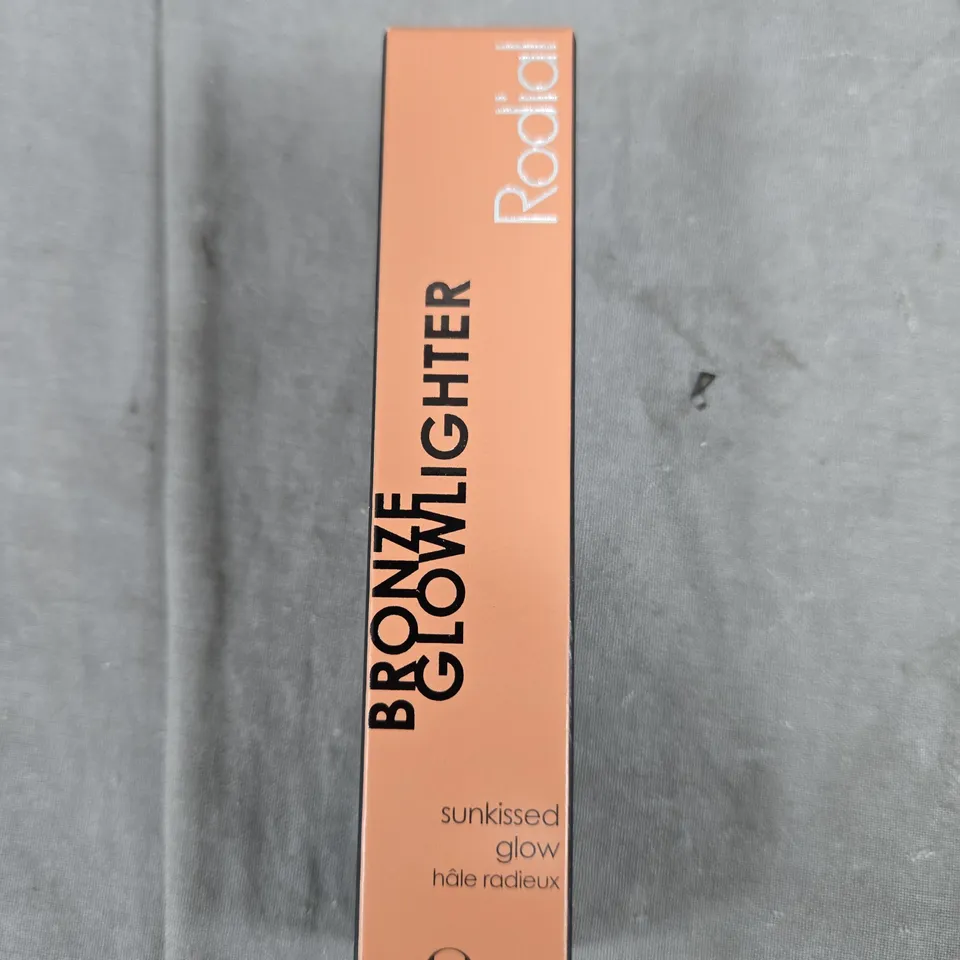 Rodial
BRONZE
GLOWLIGHTER
sunkissed
glow
hâle radieux